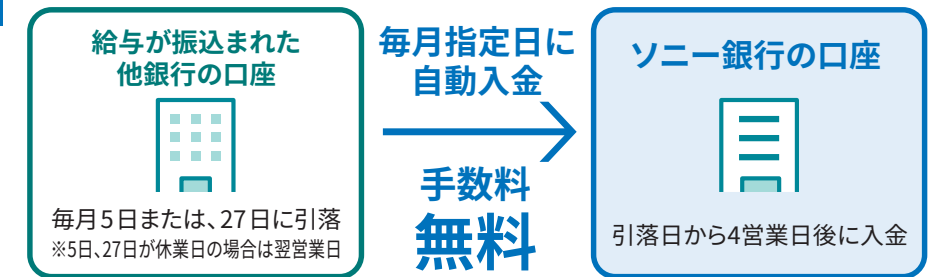 給与が振込まれた
他銀行の口座
毎月5日または、27日に引落
※5日、27日が休業日の場合は翌営業日
毎月指定日に
自動入金
手数料
無料
ソニー銀行の口座
引落日から4営業日後に入金